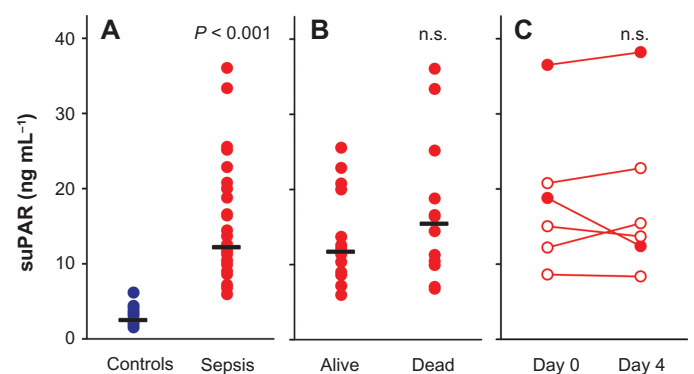 A
P < 0.001
B
n.s.
C
n.s.
suPAR (ng mL⁻¹)
40
30
20
10
0
Controls
Sepsis
Alive
Dead
Day 0
Day 4